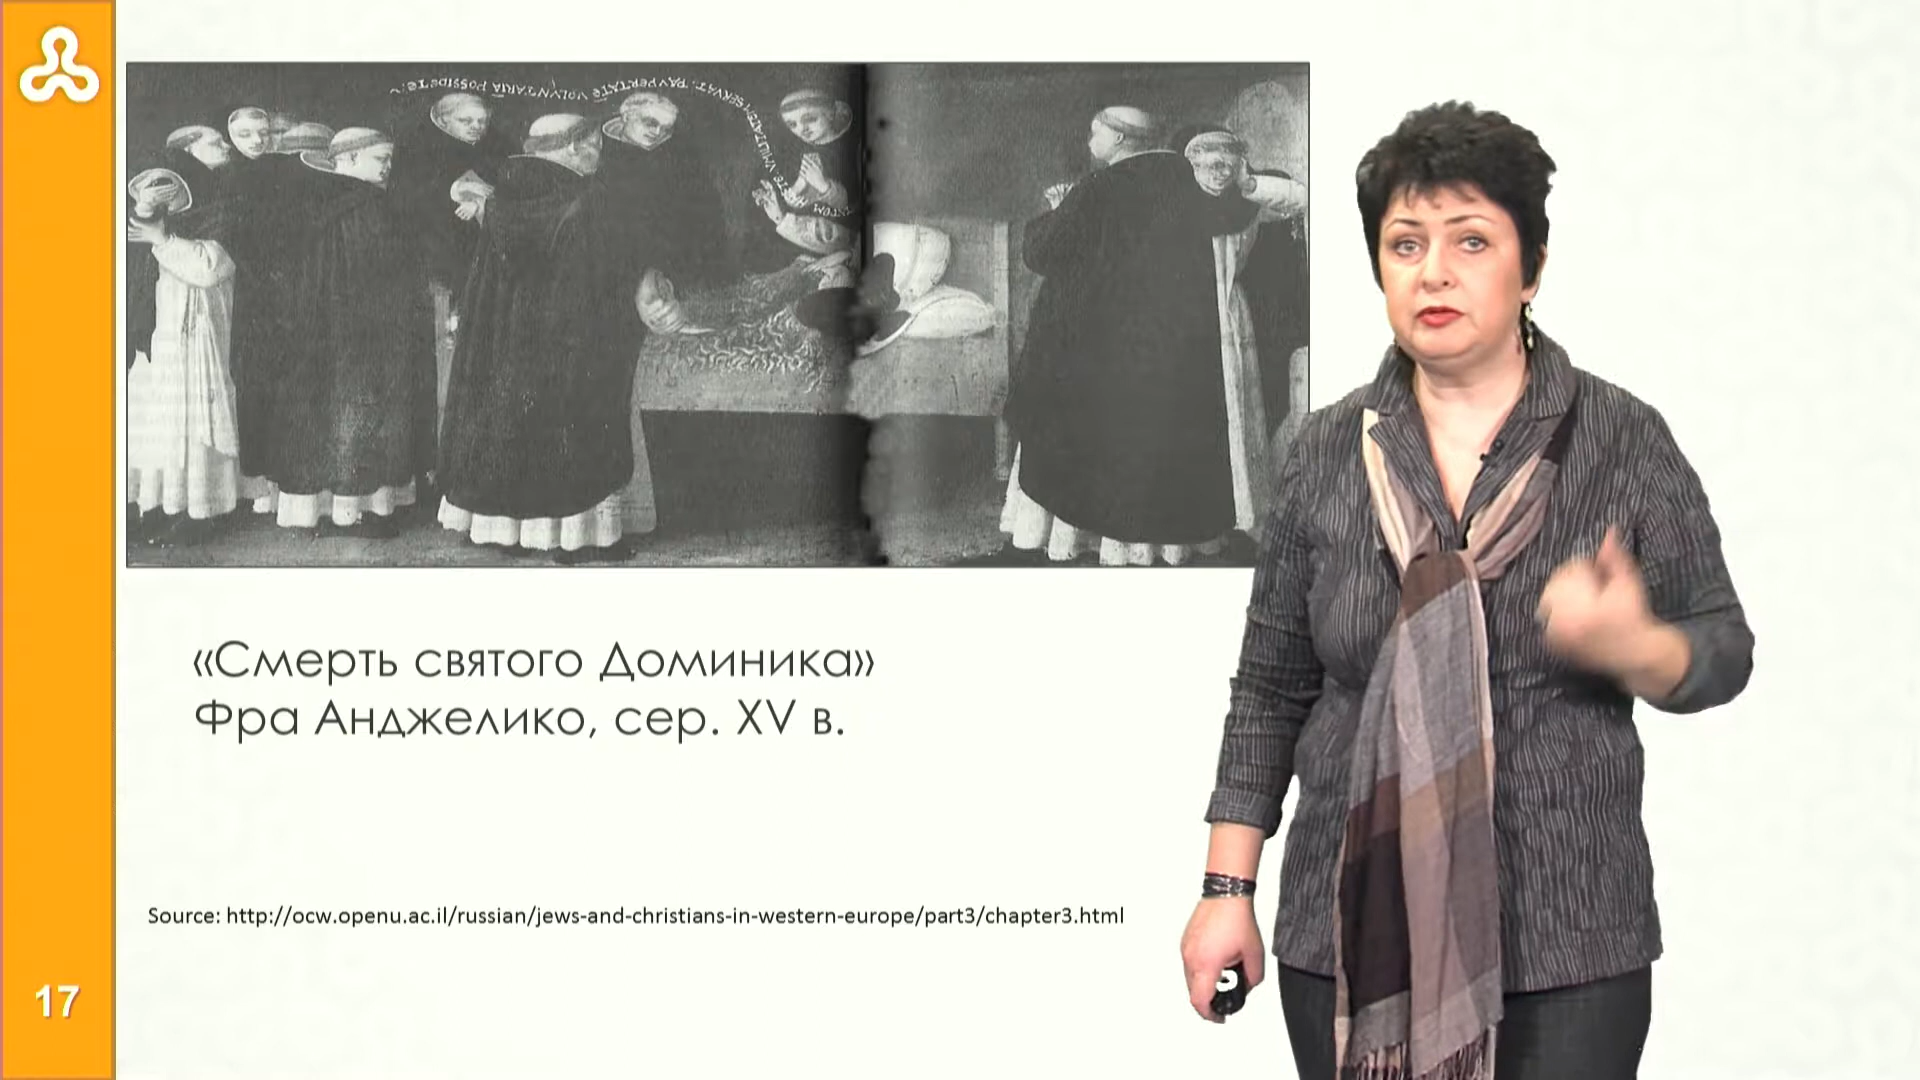 «Смерть святого Доминика»
Фра Анджелико, сер. XV в.
Source: http://ocw.openu.ac.il/russian/jews-and-christians-in-western-europe/part3/chapter3.html
17